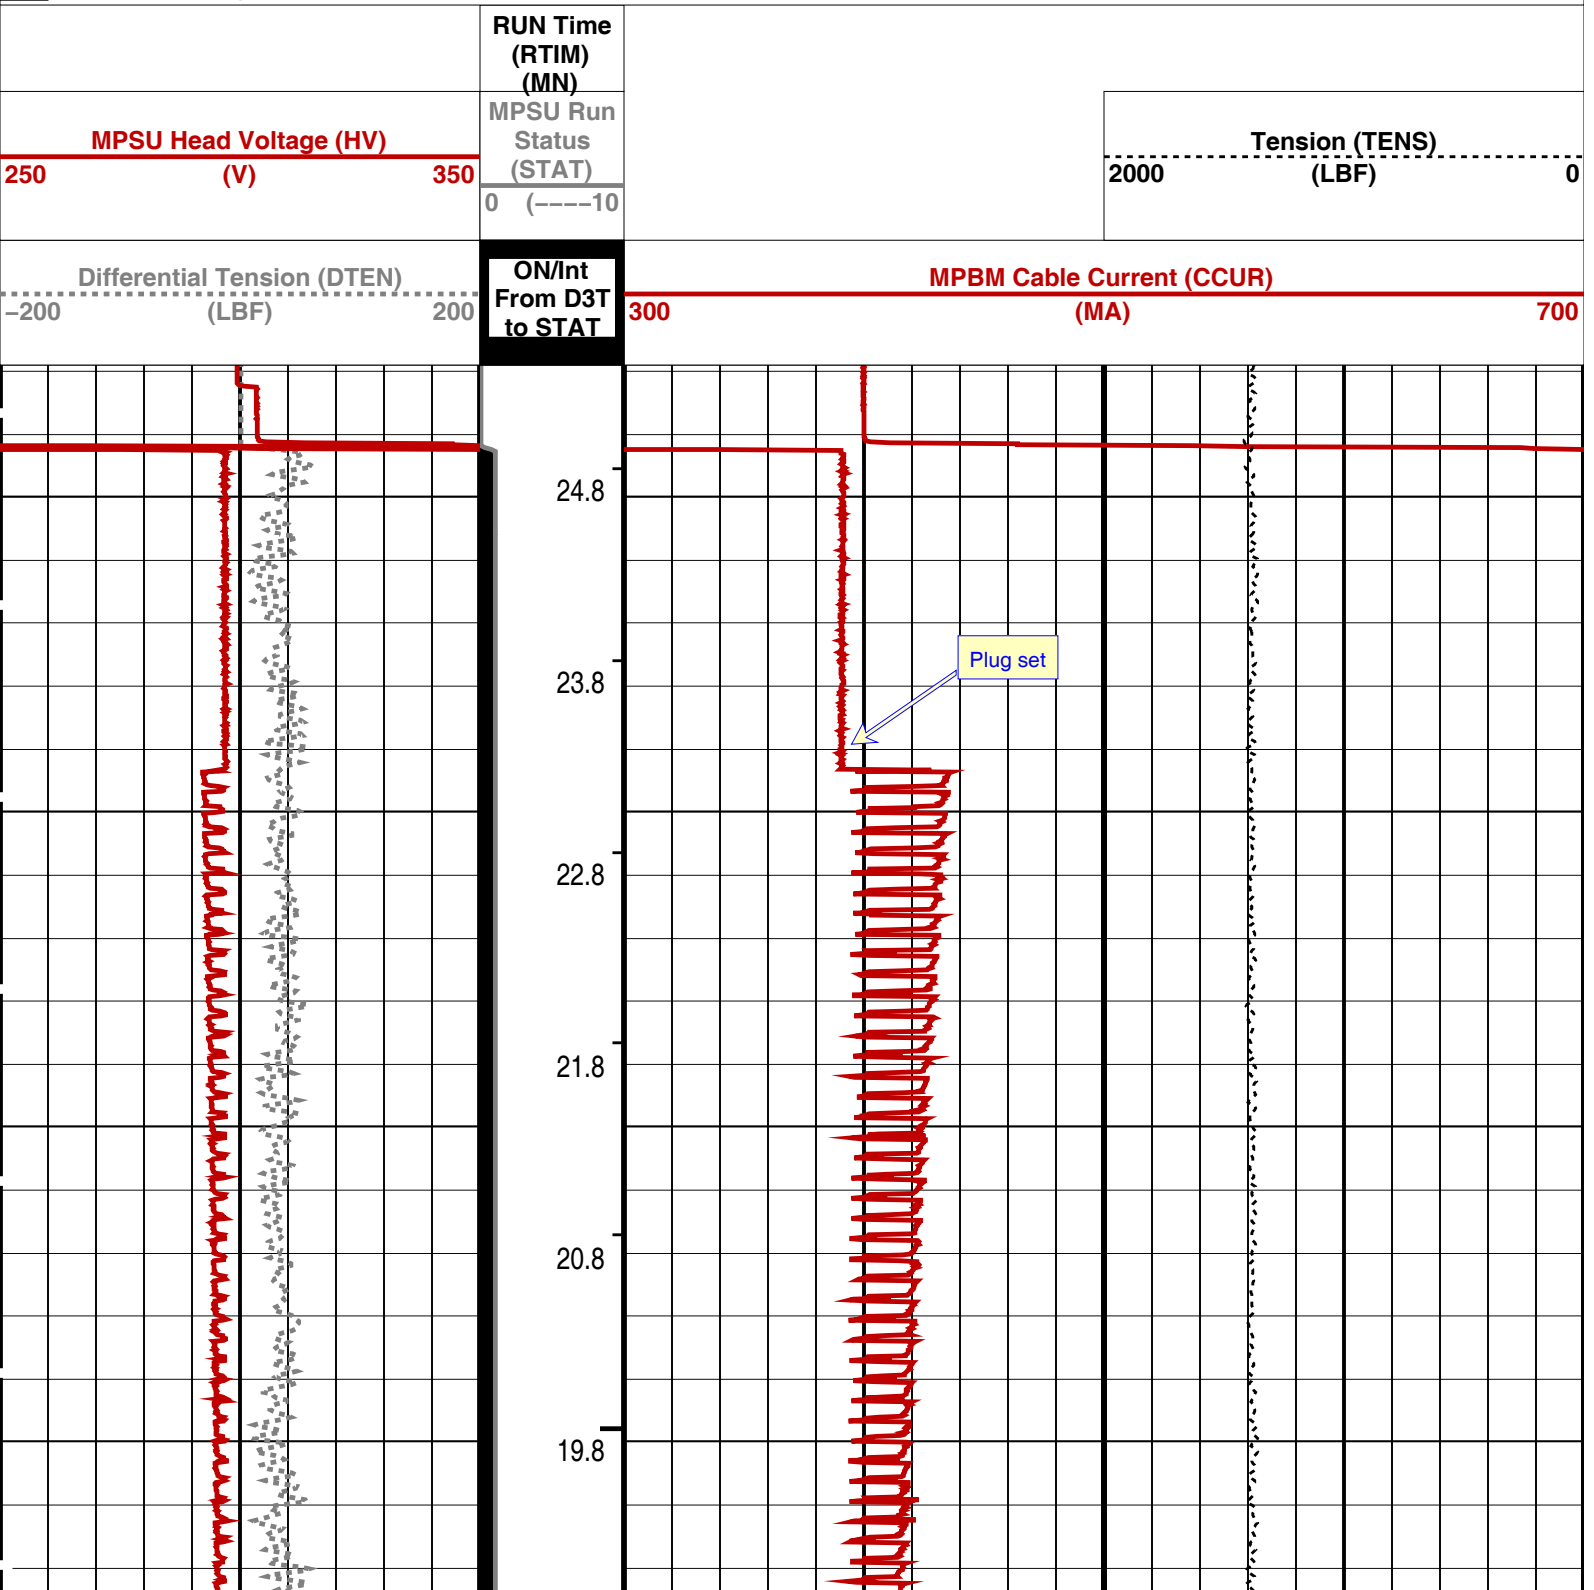 RUN Time
(RTIM)
(MN)
MPSU Head Voltage (HV)
250 (V) 350
MPSU Run
Status
(STAT)
0 (−−−−10
Tension (TENS)
2000 (LBF) 0
Differential Tension (DTEN)
−200 (LBF) 200
ON/Int
From D3T
to STAT
MPBM Cable Current (CCUR)
300 (MA) 700
24.8
Plug set
23.8
22.8
21.8
20.8
19.8